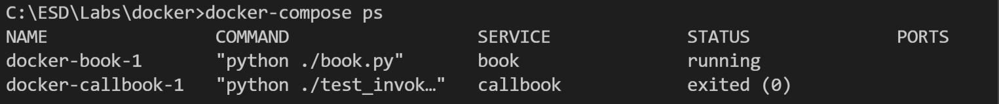 C:\ESD\Labs\docker>docker-compose ps
NAME COMMAND SERVICE STATUS PORTS
docker-book-1 "python ./book.py" book running
docker-callbook-1 "python ./test_invok…" callbook exited (0)